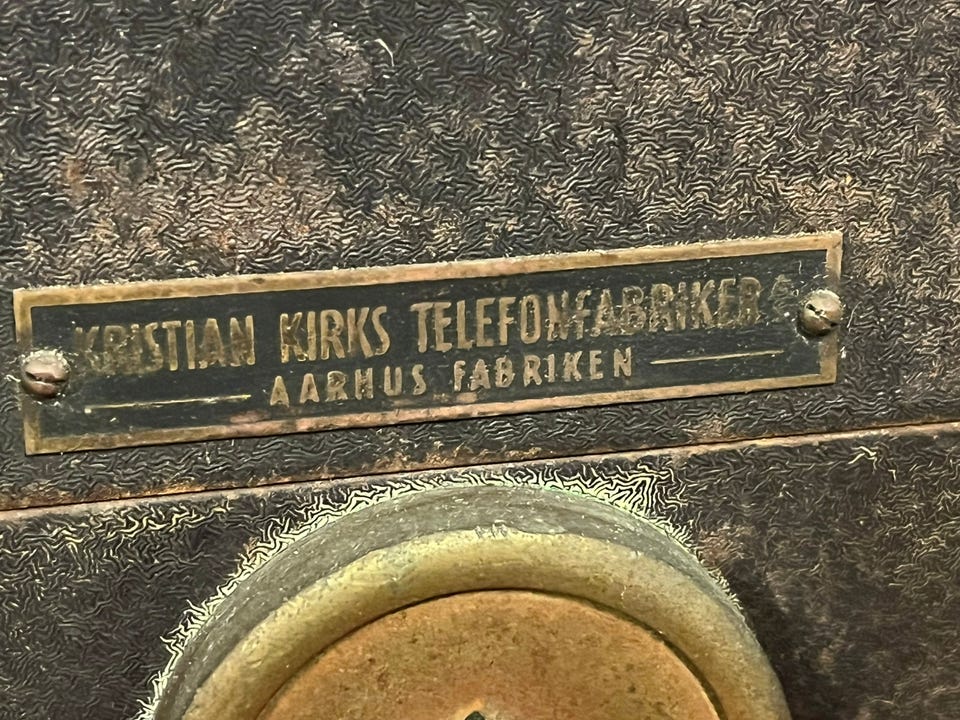 KRISTIAN KIRKS TELEFONFABRIKER %
AARHUS FABRIKEN